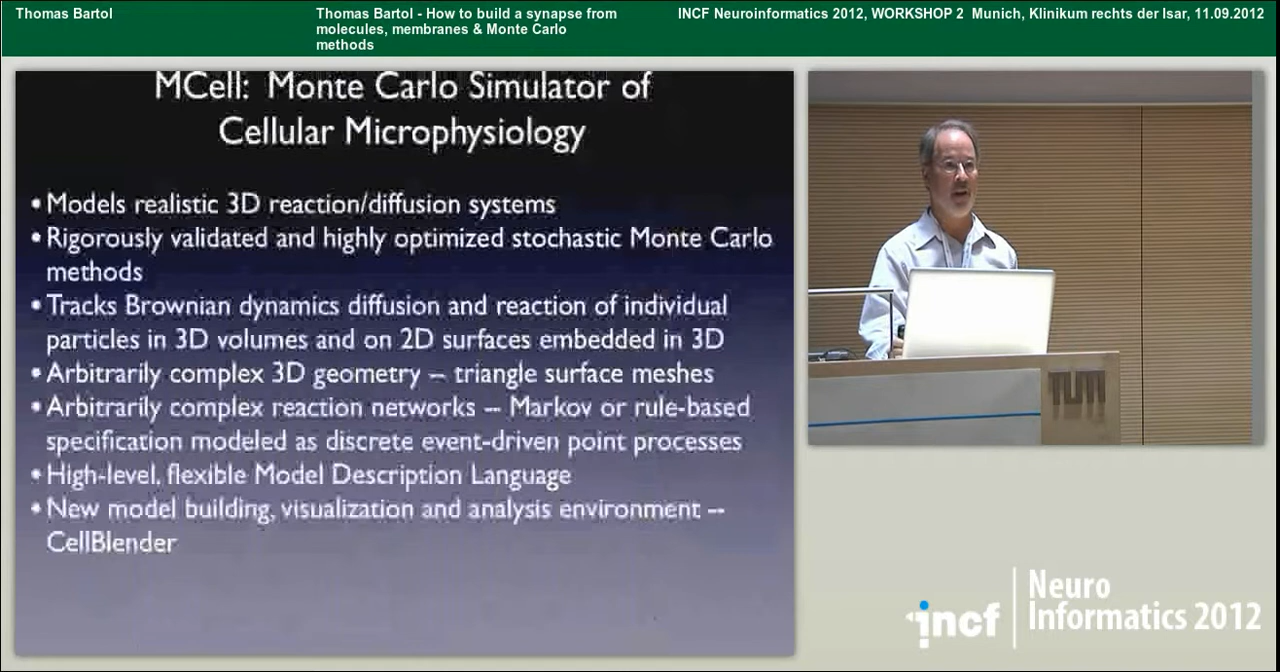 Thomas Bartol
Thomas Bartol - How to build a synapse from
molecules, membranes & Monte Carlo
methods
INCF Neuroinformatics 2012, WORKSHOP 2  Munich, Klinikum rechts der Isar, 11.09.2012
MCell:  Monte Carlo Simulator of
Cellular Microphysiology
• Models realistic 3D reaction/diffusion systems
• Rigorously validated and highly optimized stochastic Monte Carlo
methods
• Tracks Brownian dynamics diffusion and reaction of individual
particles in 3D volumes and on 2D surfaces embedded in 3D
• Arbitrarily complex 3D geometry -- triangle surface meshes
• Arbitrarily complex reaction networks -- Markov or rule-based
specification modeled as discrete event-driven point processes
• High-level, flexible Model Description Language
• New model building, visualization and analysis environment --
CellBlender
TUM
incf
Neuro
Informatics 2012